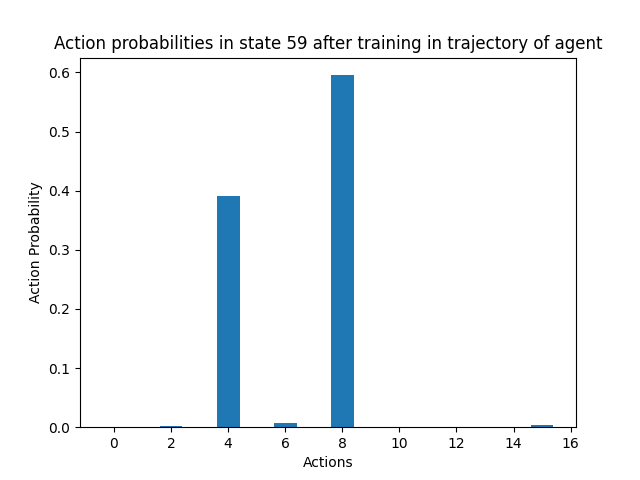 Action probabilities in state 59 after training in trajectory of agent
0.6
0.5
0.4
0.3
0.2
0.1
0.0
Action Probability
0 2 4 6 8 10 12 14 16
Actions